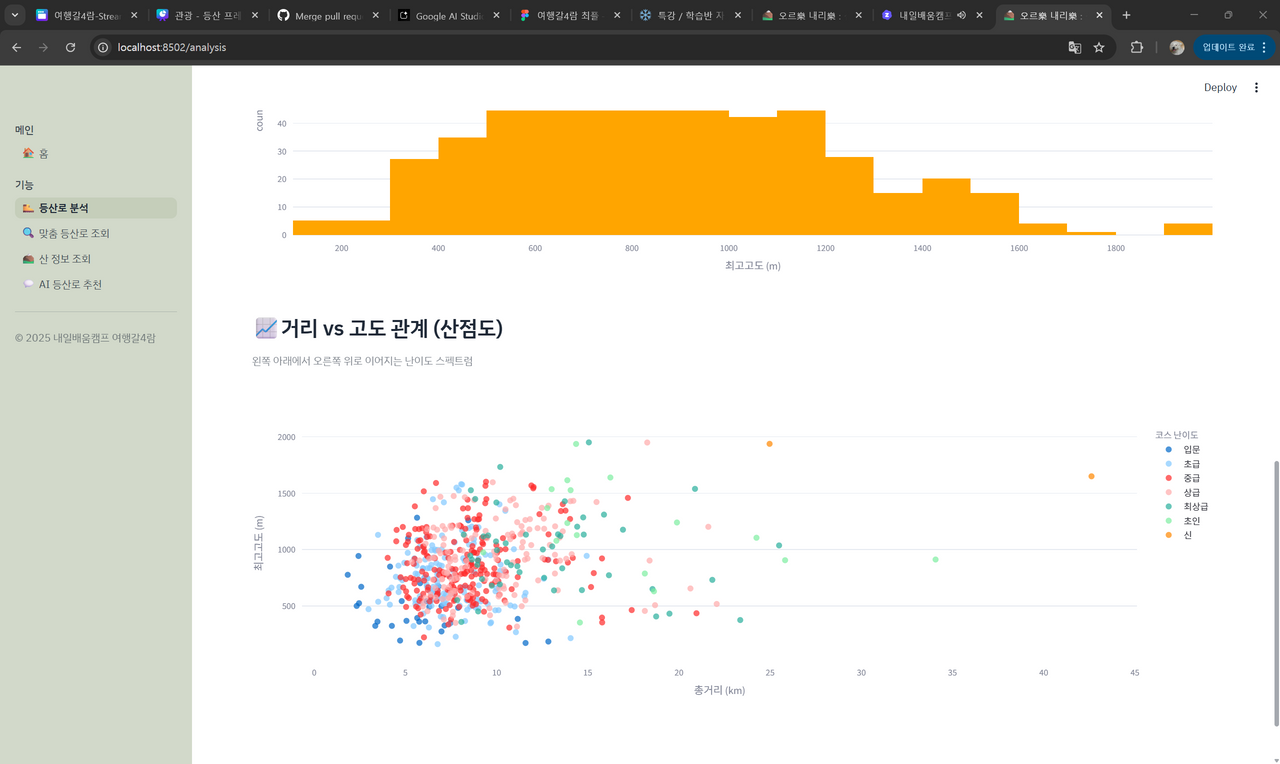 여행갈4람-Stream
관광 - 등산 프레
Merge pull requ
Google AI Studi
여행갈4람 최플
특강 / 학습반 지
오르樂 내리樂 :
내일배움캠프
오르樂 내리樂 :
localhost:8502/analysis
업데이트 완료
Deploy
메인
홈
기능
등산로 분석
맞춤 등산로 조회
산 정보 조회
AI 등산로 추천
© 2025 내일배움캠프 여행갈4람
coun
40
30
20
10
0
200 400 600 800 1000 1200 1400 1600 1800
최고고도 (m)
거리 vs 고도 관계 (산점도)
왼쪽 아래에서 오른쪽 위로 이어지는 난이도 스펙트럼
코스 난이도
입문
초급
중급
상급
최상급
초인
신
최고고도(m)
2000
1500
1000
500
0 5 10 15 20 25 30 35 40 45
총거리 (km)